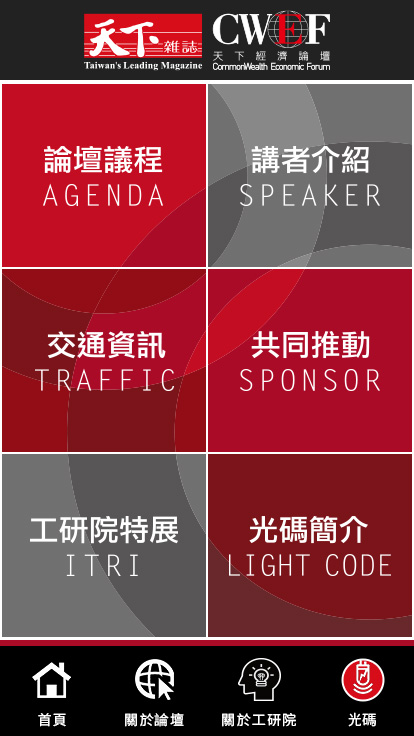 天下雜誌
Taiwan's Leading Magazine
CWEF
天下經濟論壇
CommonWealth Economic Forum
論壇議程
AGENDA
講者介紹
SPEAKER
交通資訊
TRAFFIC
共同推動
SPONSOR
工研院特展
ITRI
光碼簡介
LIGHT CODE
首頁
關於論壇
關於工研院
光碼